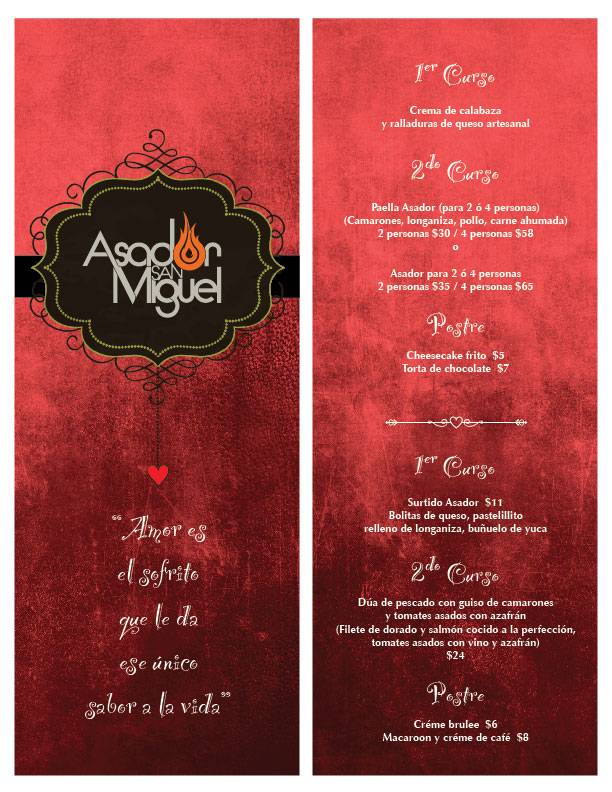 Asador
SAN
Miguel
“Amor es
el sofrito
que le da
ese único
sabor a la vida”
1er Curso
Crema de calabaza
y ralladuras de queso artesanal
2do Curso
Paella Asador (para 2 ó 4 personas)
(Camarones, longaniza, pollo, carne ahumada)
2 personas $30 / 4 personas $58
o
Asador para 2 ó 4 personas
2 personas $35 / 4 personas $65
Postre
Cheesecake frito $5
Torta de chocolate $7
1er Curso
Surtido Asador $11
Bolitas de queso, pastelillito
relleno de longaniza, buñuelo de yuca
2do Curso
Dúa de pescado con guiso de camarones
y tomates asados con azafrán
(Filete de dorado y salmón cocido a la perfección,
tomates asados con vino y azafrán)
$24
Postre
Créme brulee $6
Macaroon y créme de café $8